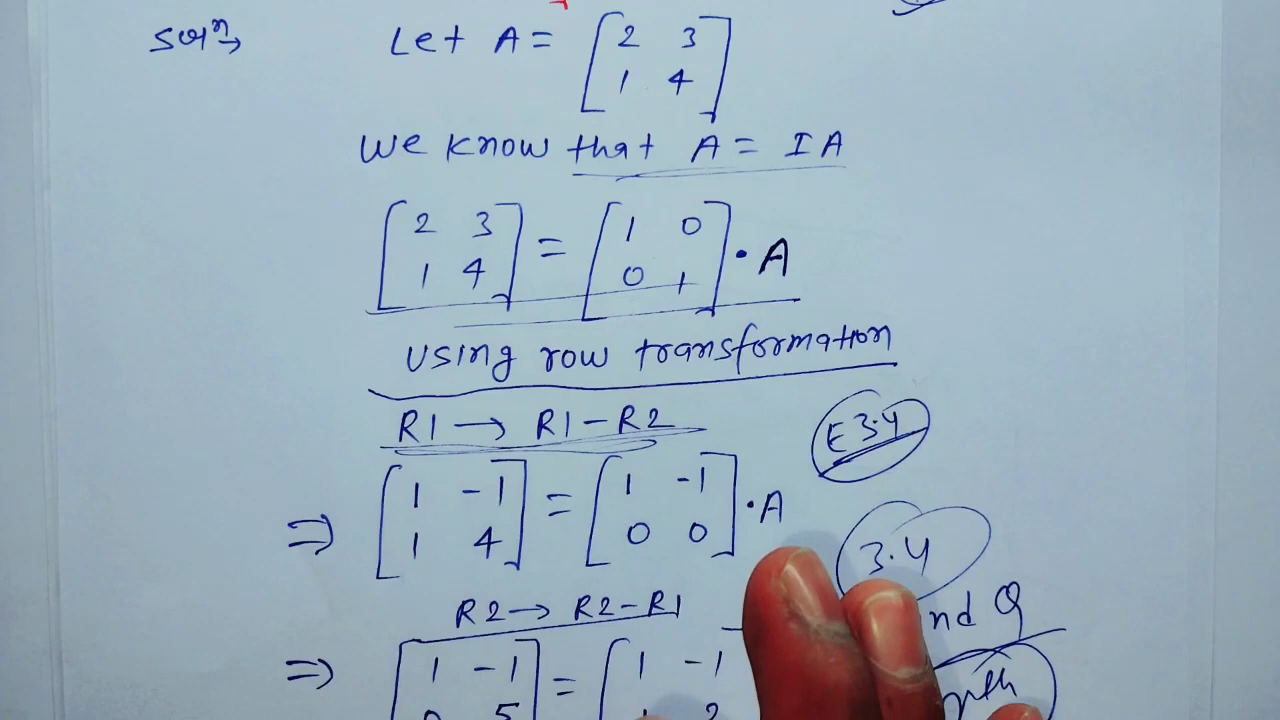 Solⁿ→ Let A = [2 3
1 4]
We know that A = IA
[2 3
1 4] = [1 0
0 1] · A
Using row transformation
R1 → R1 - R2
E 3.4
⇒ [1 -1
1 4] = [1 -1
0 0] · A
3.4
R2 → R2 - R1
nd Q
⇒ [1 -1
0 5] = [1 -1